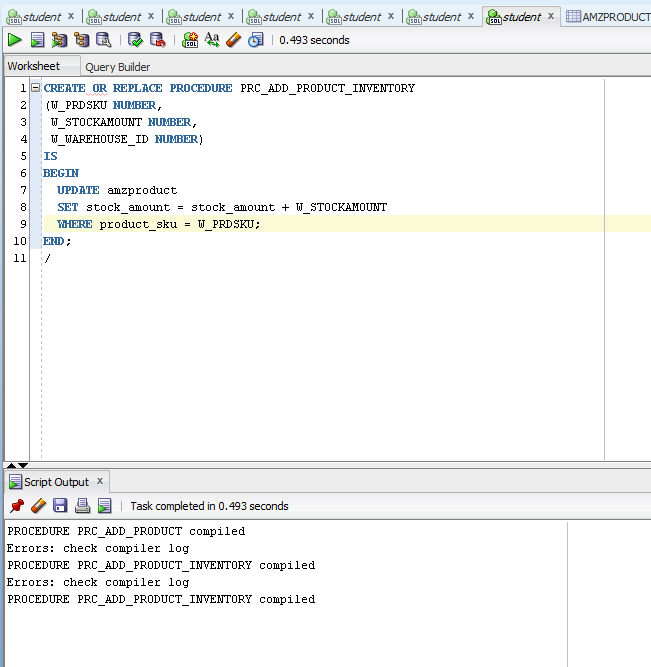 student x student x student x student x student x student x student x AMZPRODUCT
0.493 seconds
Worksheet Query Builder
1 CREATE OR REPLACE PROCEDURE PRC_ADD_PRODUCT_INVENTORY
2 (W_PRDSKU NUMBER,
3 W_STOCKAMOUNT NUMBER,
4 W_WAREHOUSE_ID NUMBER)
5 IS
6 BEGIN
7 UPDATE amzproduct
8 SET stock_amount = stock_amount + W_STOCKAMOUNT
9 WHERE product_sku = W_PRDSKU;
10 END;
11 /
Script Output x
Task completed in 0.493 seconds
PROCEDURE PRC_ADD_PRODUCT compiled
Errors: check compiler log
PROCEDURE PRC_ADD_PRODUCT_INVENTORY compiled
Errors: check compiler log
PROCEDURE PRC_ADD_PRODUCT_INVENTORY compiled